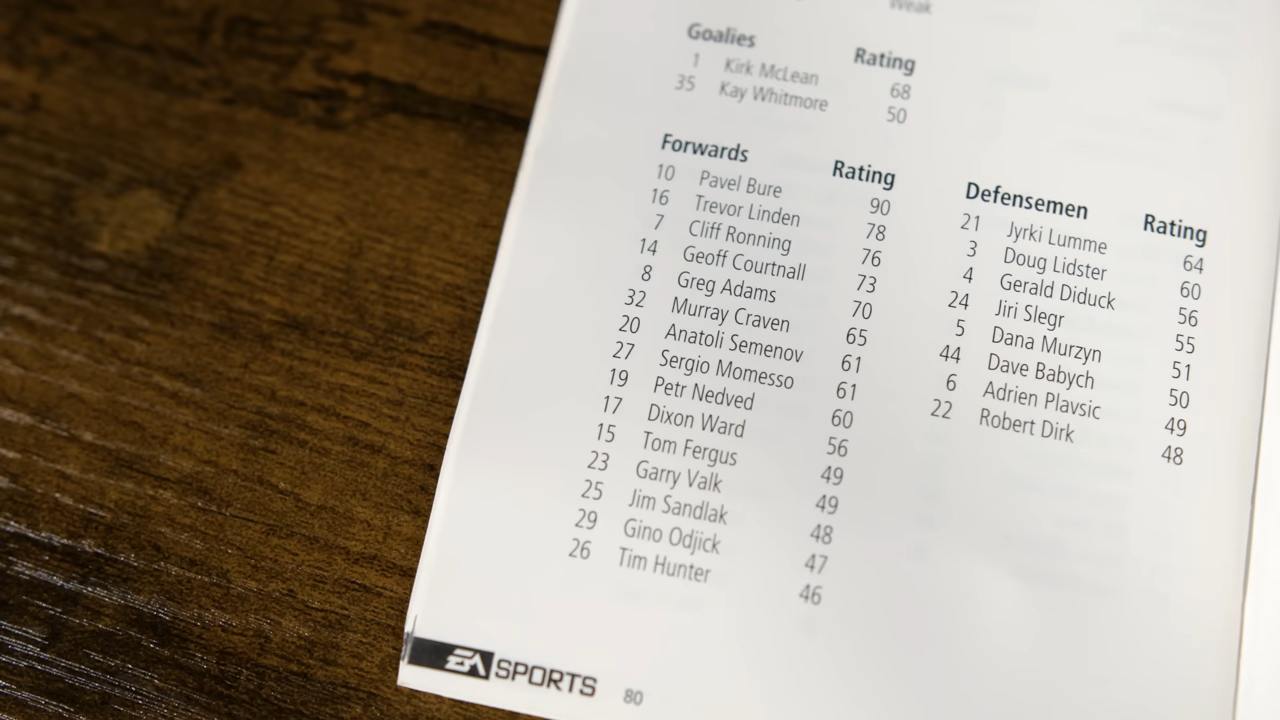 Weak
Goalies Rating
1 Kirk McLean 68
35 Kay Whitmore 50
Forwards Rating
10 Pavel Bure 90
16 Trevor Linden 78
7 Cliff Ronning 76
14 Geoff Courtnall 73
8 Greg Adams 70
32 Murray Craven 65
20 Anatoli Semenov 61
27 Sergio Momesso 61
19 Petr Nedved 60
17 Dixon Ward 56
15 Tom Fergus 49
23 Garry Valk 49
25 Jim Sandlak 48
29 Gino Odjick 47
26 Tim Hunter 46
Defensemen Rating
21 Jyrki Lumme 64
3 Doug Lidster 60
4 Gerald Diduck 56
24 Jiri Slegr 55
5 Dana Murzyn 51
44 Dave Babych 50
6 Adrien Plavsic 49
22 Robert Dirk 48
EA SPORTS 80